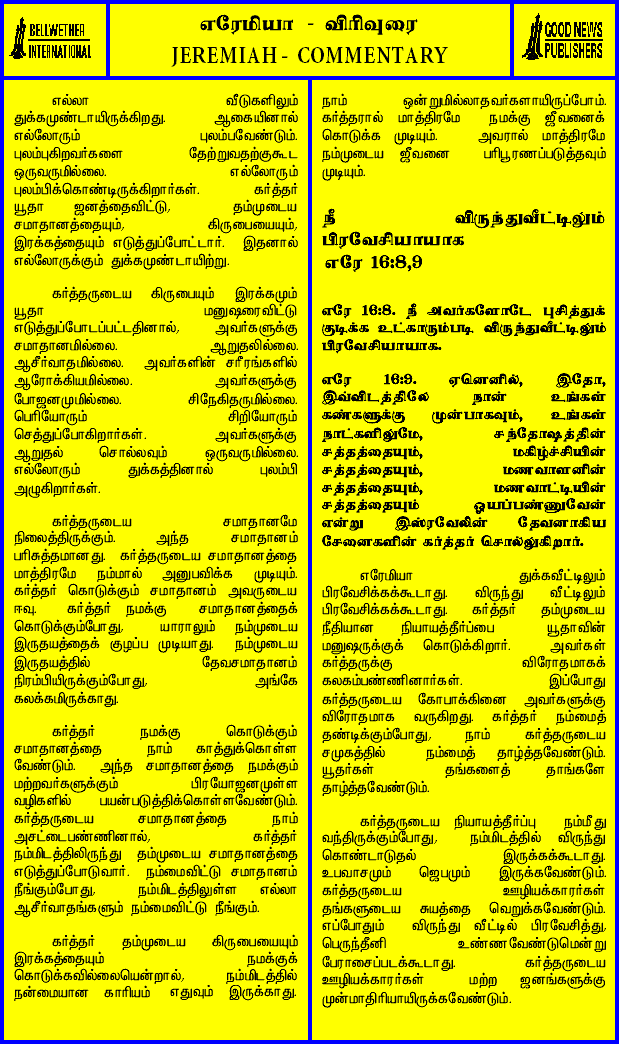 BELLWETHER
INTERNATIONAL
எரேமியா - விரிவுரை
JEREMIAH - COMMENTARY
GOOD NEWS
PUBLISHERS
எல்லா வீடுகளிலும்
துக்கமுண்டாயிருக்கிறது. ஆகையினால்
எல்லோரும் புலம்பவேண்டும்.
புலம்புகிறவர்களை தேற்றுவதற்குகூட
ஒருவருமில்லை. எல்லோரும்
புலம்பிக்கொண்டிருக்கிறார்கள். கர்த்தர்
யூதா ஜனத்தைவிட்டு, தம்முடைய
சமாதானத்தையும், கிருபையையும்,
இரக்கத்தையும் எடுத்துப்போட்டார். இதனால்
எல்லோருக்கும் துக்கமுண்டாயிற்று.
கர்த்தருடைய கிருபையும் இரக்கமும்
யூதா மனுஷரைவிட்டு
எடுத்துப்போடப்பட்டதினால், அவர்களுக்கு
சமாதானமில்லை. ஆறுதலில்லை.
ஆசீர்வாதமில்லை. அவர்களின் சரீரங்களில்
ஆரோக்கியமில்லை. அவர்களுக்கு
போஜனமுமில்லை. சிநேகிதருமில்லை.
பெரியோரும் சிறியோரும்
செத்துப்போகிறார்கள். அவர்களுக்கு
ஆறுதல் சொல்லவும் ஒருவருமில்லை.
எல்லோரும் துக்கத்தினால் புலம்பி
அழுகிறார்கள்.
கர்த்தருடைய சமாதானமே
நிலைத்திருக்கும். அந்த சமாதானம்
பரிசுத்தமானது. கர்த்தருடைய சமாதானத்தை
மாத்திரமே நம்மால் அனுபவிக்க முடியும்.
கர்த்தர் கொடுக்கும் சமாதானம் அவருடைய
ஈவு. கர்த்தர் நமக்கு சமாதானத்தைக்
கொடுக்கும்போது, யாராலும் நம்முடைய
இருதயத்தைக் குழப்ப முடியாது. நம்முடைய
இருதயத்தில் தேவசமாதானம்
நிரம்பியிருக்கும்போது, அங்கே
கலக்கமிருக்காது.
கர்த்தர் நமக்கு கொடுக்கும்
சமாதானத்தை நாம் காத்துக்கொள்ள
வேண்டும். அந்த சமாதானத்தை நமக்கும்
மற்றவர்களுக்கும் பிரயோஜனமுள்ள
வழிகளில் பயன்படுத்திக்கொள்ளவேண்டும்.
கர்த்தருடைய சமாதானத்தை நாம்
அசட்டைபண்ணினால், கர்த்தர்
நம்மிடத்திலிருந்து தம்முடைய சமாதானத்தை
எடுத்துப்போடுவார். நம்மைவிட்டு சமாதானம்
நீங்கும்போது, நம்மிடத்திலுள்ள எல்லா
ஆசீர்வாதங்களும் நம்மைவிட்டு நீங்கும்.
கர்த்தர் தம்முடைய கிருபையையும்
இரக்கத்தையும் நமக்குக்
கொடுக்கவில்லையென்றால், நம்மிடத்தில்
நன்மையான காரியம் எதுவும் இருக்காது.
நாம் ஒன்றுமில்லாதவர்களாயிருப்போம்.
கர்த்தரால் மாத்திரமே நமக்கு ஜீவனைக்
கொடுக்க முடியும். அவரால் மாத்திரமே
நம்முடைய ஜீவனை பரிபூரணப்படுத்தவும்
முடியும்.
நீ விருந்துவீட்டிலும்
பிரவேசியாயாக
எரே 16:8,9
எரே 16:8. நீ அவர்களோடே புசித்துக்
குடிக்க உட்காரும்படி விருந்துவீட்டிலும்
பிரவேசியாயாக.
எரே 16:9. ஏனெனில், இதோ,
இவ்விடத்திலே நான் உங்கள்
கண்களுக்கு முன்பாகவும், உங்கள்
நாட்களிலுமே, சந்தோஷத்தின்
சத்தத்தையும், மகிழ்ச்சியின்
சத்தத்தையும், மணவாளனின்
சத்தத்தையும், மணவாட்டியின்
சத்தத்தையும் ஓயப்பண்ணுவேன்
என்று இஸ்ரவேலின் தேவனாகிய
சேனைகளின் கர்த்தர் சொல்லுகிறார்.
எரேமியா துக்கவீட்டிலும்
பிரவேசிக்கக்கூடாது. விருந்து வீட்டிலும்
பிரவேசிக்கக்கூடாது. கர்த்தர் தம்முடைய
நீதியான நியாயத்தீர்ப்பை யூதாவின்
மனுஷருக்குக் கொடுக்கிறார். அவர்கள்
கர்த்தருக்கு விரோதமாகக்
கலகம்பண்ணினார்கள். இப்போது
கர்த்தருடைய கோபாக்கினை அவர்களுக்கு
விரோதமாக வருகிறது. கர்த்தர் நம்மைத்
தண்டிக்கும்போது, நாம் கர்த்தருடைய
சமுகத்தில் நம்மைத் தாழ்த்தவேண்டும்.
யூதர்கள் தங்களைத் தாங்களே
தாழ்த்தவேண்டும்.
கர்த்தருடைய நியாயத்தீர்ப்பு நம்மீது
வந்திருக்கும்போது, நம்மிடத்தில் விருந்து
கொண்டாடுதல் இருக்கக்கூடாது.
உபவாசமும் ஜெபமும் இருக்கவேண்டும்.
கர்த்தருடைய ஊழியக்காரர்கள்
தங்களுடைய சுயத்தை வெறுக்கவேண்டும்.
எப்போதும் விருந்து வீட்டில் பிரவேசித்து,
பெருந்தீனி உண்ணவேண்டுமென்று
பேராசைப்படக்கூடாது. கர்த்தருடைய
ஊழியக்காரர்கள் மற்ற ஜனங்களுக்கு
முன்மாதிரியாயிருக்கவேண்டும்.